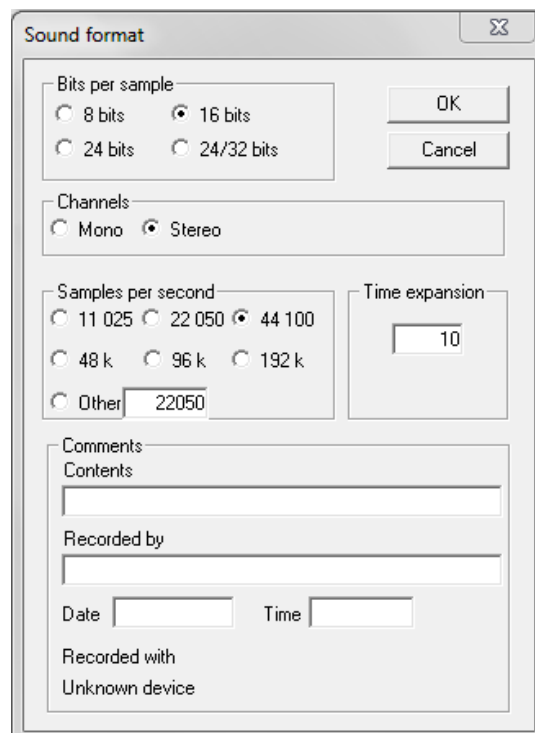 Sound format
Bits per sample
8 bits 16 bits
24 bits 24/32 bits
OK
Cancel
Channels
Mono Stereo
Samples per second
11 025 22 050 44 100
48 k 96 k 192 k
Other 22050
Time expansion
10
Comments
Contents
Recorded by
Date Time
Recorded with
Unknown device